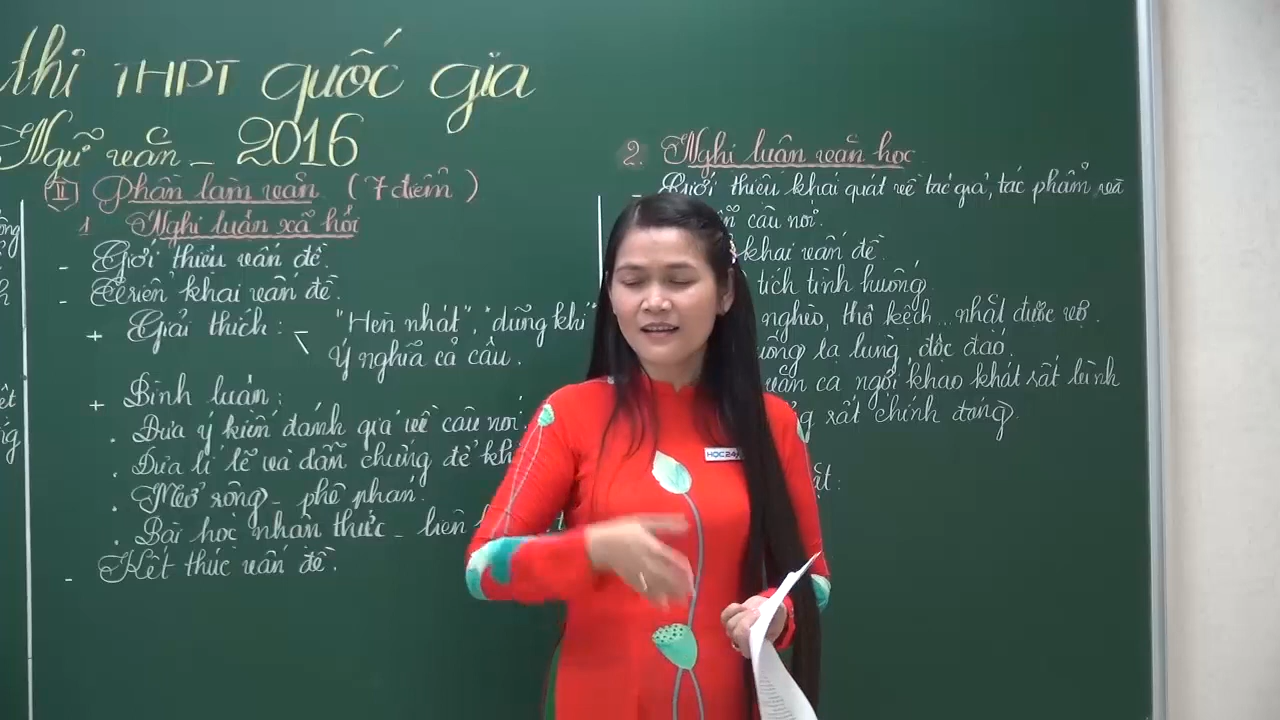 thi THPT quốc gia
Ngữ văn - 2016
II Phần làm văn (7 điểm)
1 Nghị luận xã hội
- Giới thiệu vấn đề.
- Triển khai vấn đề.
+ Giải thích: "Hèn nhát", "dũng khí"
Ý nghĩa cả câu.
+ Bình luận:
. Đưa ý kiến đánh giá về câu nói.
. Đưa lí lẽ và dẫn chứng để
. Mở rộng - phê phán.
. Bài học nhận thức - liên
- Kết thúc vấn đề.
2. Nghị luận văn học
- Giới thiệu khái quát về tác giả, tác phẩm và
câu nói.
khai vấn đề.
tích tình huống
nghèo, thô kệch... nhặt được vợ.
lạ lùng, độc đáo.
ca ngợi khao khát rất lành
rất chính đáng.
HOC24